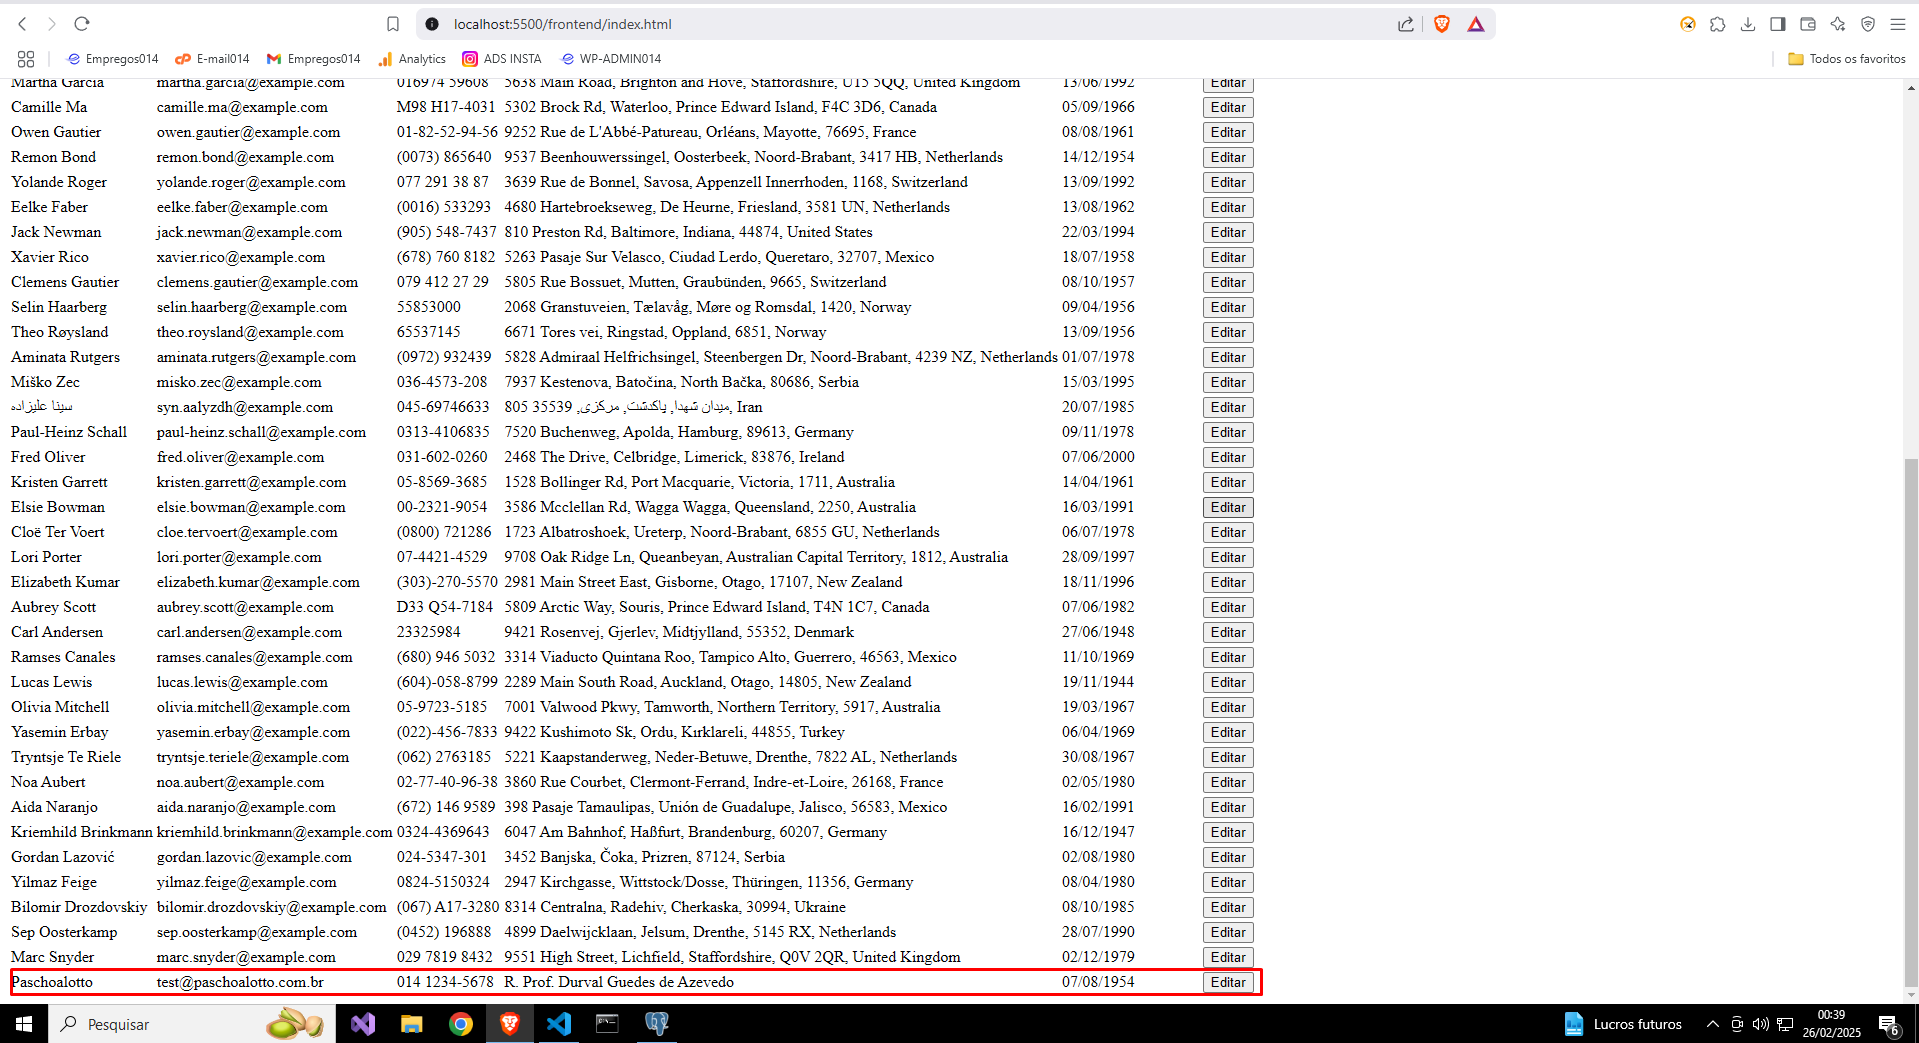 localhost:5500/frontend/index.html
Empregos014 E-mail014 Empregos014 Analytics ADS INSTA WP-ADMIN014 Todos os favoritos
Martha Garcia martha.garcia@example.com 016974 59608 5638 Main Road, Brighton and Hove, Staffordshire, U15 5QQ, United Kingdom 13/06/1992 Editar
Camille Ma camille.ma@example.com M98 H17-4031 5302 Brock Rd, Waterloo, Prince Edward Island, F4C 3D6, Canada 05/09/1966 Editar
Owen Gautier owen.gautier@example.com 01-82-52-94-56 9252 Rue de L'Abbé-Patureau, Orléans, Mayotte, 76695, France 08/08/1961 Editar
Remon Bond remon.bond@example.com (0073) 865640 9537 Beenhouwerssingel, Oosterbeek, Noord-Brabant, 3417 HB, Netherlands 14/12/1954 Editar
Yolande Roger yolande.roger@example.com 077 291 38 87 3639 Rue de Bonnel, Savosa, Appenzell Innerrhoden, 1168, Switzerland 13/09/1992 Editar
Eelke Faber eelke.faber@example.com (0016) 533293 4680 Hartebroekseweg, De Heurne, Friesland, 3581 UN, Netherlands 13/08/1962 Editar
Jack Newman jack.newman@example.com (905) 548-7437 810 Preston Rd, Baltimore, Indiana, 44874, United States 22/03/1994 Editar
Xavier Rico xavier.rico@example.com (678) 760 8182 5263 Pasaje Sur Velasco, Ciudad Lerdo, Queretaro, 32707, Mexico 18/07/1958 Editar
Clemens Gautier clemens.gautier@example.com 079 412 27 29 5805 Rue Bossuet, Mutten, Graubünden, 9665, Switzerland 08/10/1957 Editar
Selin Haarberg selin.haarberg@example.com 55853000 2068 Granstuveien, Tælavåg, Møre og Romsdal, 1420, Norway 09/04/1956 Editar
Theo Røysland theo.roysland@example.com 65537145 6671 Tores vei, Ringstad, Oppland, 6851, Norway 13/09/1956 Editar
Aminata Rutgers aminata.rutgers@example.com (0972) 932439 5828 Admiraal Helfrichsingel, Steenbergen Dr, Noord-Brabant, 4239 NZ, Netherlands 01/07/1978 Editar
Miško Zec misko.zec@example.com 036-4573-208 7937 Kestenova, Batočina, North Bačka, 80686, Serbia 15/03/1995 Editar
سینا علیزاده syn.aalyzdh@example.com 045-69746633 805 میدان شهدا, پاکدشت, مرکزی, 35539, Iran 20/07/1985 Editar
Paul-Heinz Schall paul-heinz.schall@example.com 0313-4106835 7520 Buchenweg, Apolda, Hamburg, 89613, Germany 09/11/1978 Editar
Fred Oliver fred.oliver@example.com 031-602-0260 2468 The Drive, Celbridge, Limerick, 83876, Ireland 07/06/2000 Editar
Kristen Garrett kristen.garrett@example.com 05-8569-3685 1528 Bollinger Rd, Port Macquarie, Victoria, 1711, Australia 14/04/1961 Editar
Elsie Bowman elsie.bowman@example.com 00-2321-9054 3586 Mcclellan Rd, Wagga Wagga, Queensland, 2250, Australia 16/03/1991 Editar
Cloë Ter Voert cloe.tervoert@example.com (0800) 721286 1723 Albatroshoek, Ureterp, Noord-Brabant, 6855 GU, Netherlands 06/07/1978 Editar
Lori Porter lori.porter@example.com 07-4421-4529 9708 Oak Ridge Ln, Queanbeyan, Australian Capital Territory, 1812, Australia 28/09/1997 Editar
Elizabeth Kumar elizabeth.kumar@example.com (303)-270-5570 2981 Main Street East, Gisborne, Otago, 17107, New Zealand 18/11/1996 Editar
Aubrey Scott aubrey.scott@example.com D33 Q54-7184 5809 Arctic Way, Souris, Prince Edward Island, T4N 1C7, Canada 07/06/1982 Editar
Carl Andersen carl.andersen@example.com 23325984 9421 Rosenvej, Gjerlev, Midtjylland, 55352, Denmark 27/06/1948 Editar
Ramses Canales ramses.canales@example.com (680) 946 5032 3314 Viaducto Quintana Roo, Tampico Alto, Guerrero, 46563, Mexico 11/10/1969 Editar
Lucas Lewis lucas.lewis@example.com (604)-058-8799 2289 Main South Road, Auckland, Otago, 14805, New Zealand 19/11/1944 Editar
Olivia Mitchell olivia.mitchell@example.com 05-9723-5185 7001 Valwood Pkwy, Tamworth, Northern Territory, 5917, Australia 19/03/1967 Editar
Yasemin Erbay yasemin.erbay@example.com (022)-456-7833 9422 Kushimoto Sk, Ordu, Kırklareli, 44855, Turkey 06/04/1969 Editar
Tryntsje Te Riele tryntsje.teriele@example.com (062) 2763185 5221 Kaapstanderweg, Neder-Betuwe, Drenthe, 7822 AL, Netherlands 30/08/1967 Editar
Noa Aubert noa.aubert@example.com 02-77-40-96-38 3860 Rue Courbet, Clermont-Ferrand, Indre-et-Loire, 26168, France 02/05/1980 Editar
Aida Naranjo aida.naranjo@example.com (672) 146 9589 398 Pasaje Tamaulipas, Unión de Guadalupe, Jalisco, 56583, Mexico 16/02/1991 Editar
Kriemhild Brinkmann kriemhild.brinkmann@example.com 0324-4369643 6047 Am Bahnhof, Haßfurt, Brandenburg, 60207, Germany 16/12/1947 Editar
Gordan Lazović gordan.lazovic@example.com 024-5347-301 3452 Banjska, Čoka, Prizren, 87124, Serbia 02/08/1980 Editar
Yilmaz Feige yilmaz.feige@example.com 0824-5150324 2947 Kirchgasse, Wittstock/Dosse, Thüringen, 11356, Germany 08/04/1980 Editar
Bilomir Drozdovskiy bilomir.drozdovskiy@example.com (067) A17-3280 8314 Centralna, Radehiv, Cherkaska, 30994, Ukraine 08/10/1985 Editar
Sep Oosterkamp sep.oosterkamp@example.com (0452) 196888 4899 Daelwijcklaan, Jelsum, Drenthe, 5145 RX, Netherlands 28/07/1990 Editar
Marc Snyder marc.snyder@example.com 029 7819 8432 9551 High Street, Lichfield, Staffordshire, Q0V 2QR, United Kingdom 02/12/1979 Editar
Paschoalotto test@paschoalotto.com.br 014 1234-5678 R. Prof. Durval Guedes de Azevedo 07/08/1954 Editar
Pesquisar Lucros futuros 00:39
26/02/2025 6